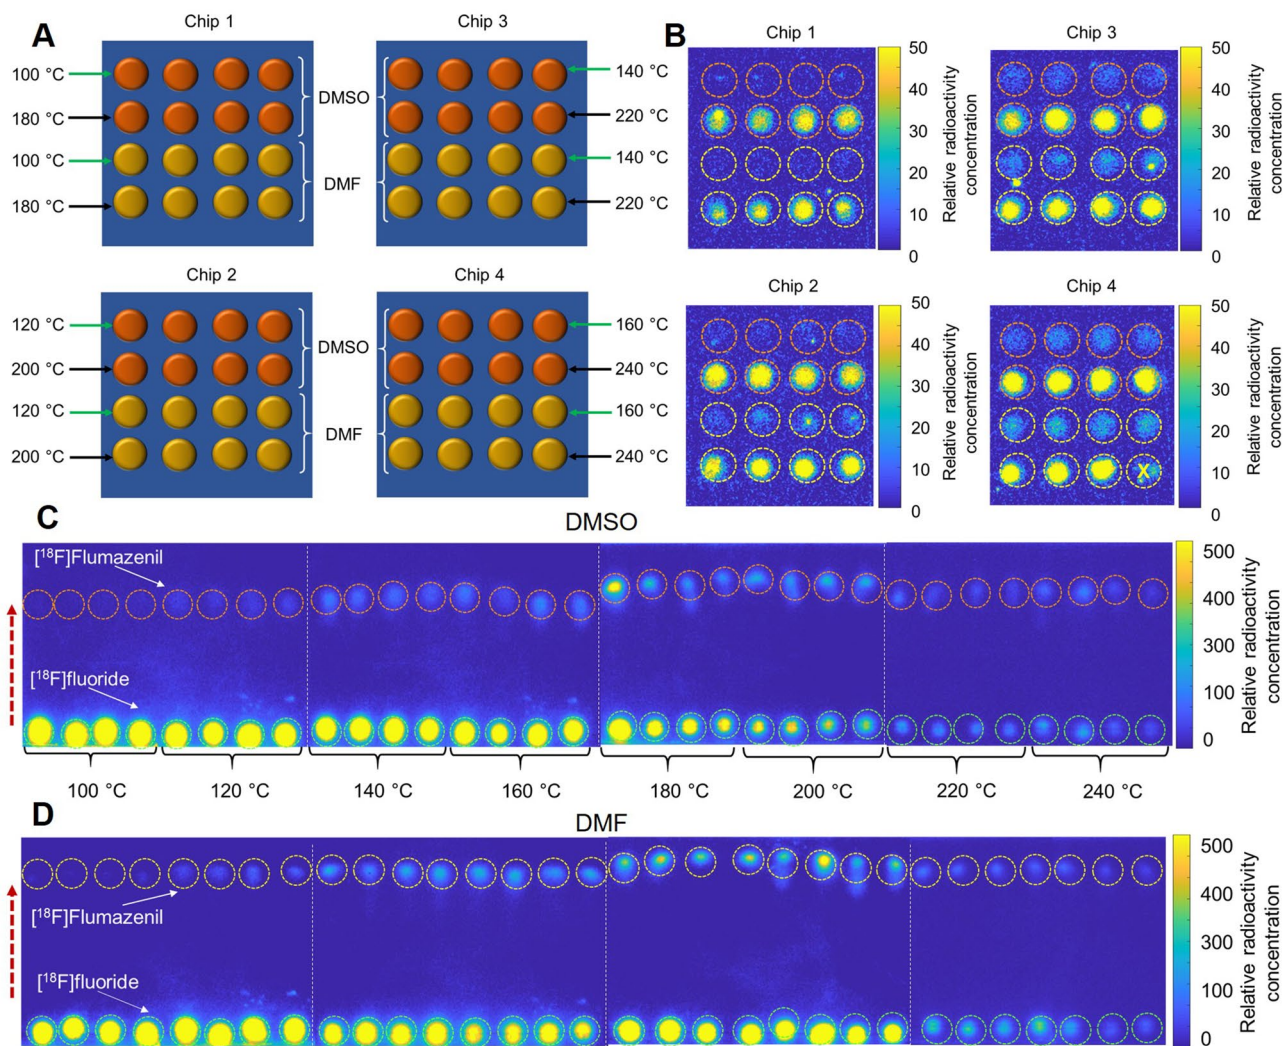 A
Chip 1
Chip 3
100 °C
180 °C
100 °C
180 °C
DMSO
DMF
140 °C
220 °C
140 °C
220 °C
Chip 2
Chip 4
120 °C
200 °C
120 °C
200 °C
DMSO
DMF
160 °C
240 °C
160 °C
240 °C
B
Chip 1
50
40
30
20
10
0
Relative radioactivity
concentration
Chip 3
50
40
30
20
10
0
Relative radioactivity
concentration
Chip 2
50
40
30
20
10
0
Relative radioactivity
concentration
Chip 4
X
50
40
30
20
10
0
Relative radioactivity
concentration
C
DMSO
[¹⁸F]Flumazenil
[¹⁸F]fluoride
500
400
300
200
100
0
Relative radioactivity
concentration
100 °C
120 °C
140 °C
160 °C
180 °C
200 °C
220 °C
240 °C
D
DMF
[¹⁸F]Flumazenil
[¹⁸F]fluoride
500
400
300
200
100
0
Relative radioactivity
concentration